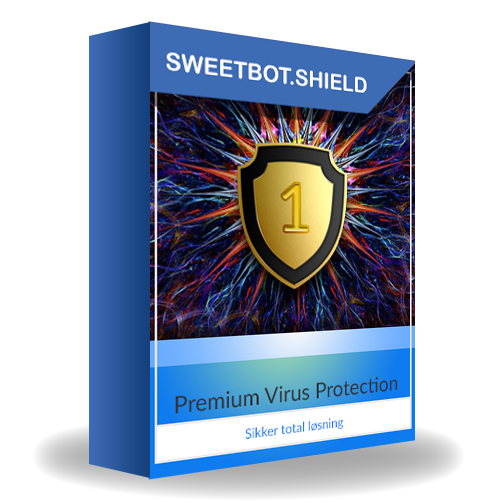 SWEETBOT.SHIELD
1
Premium Virus Protection
Sikker total løsning